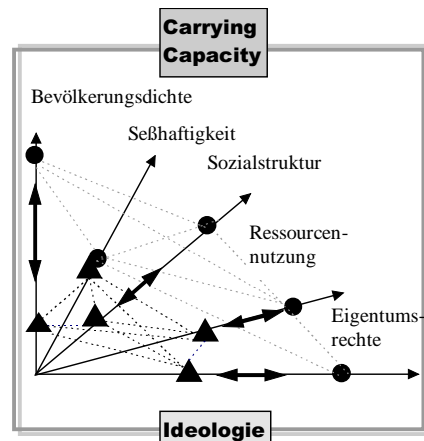 Carrying
Capacity
Bevölkerungsdichte
Seßhaftigkeit
Sozialstruktur
Ressourcen-
nutzung
Eigentums-
rechte
Ideologie